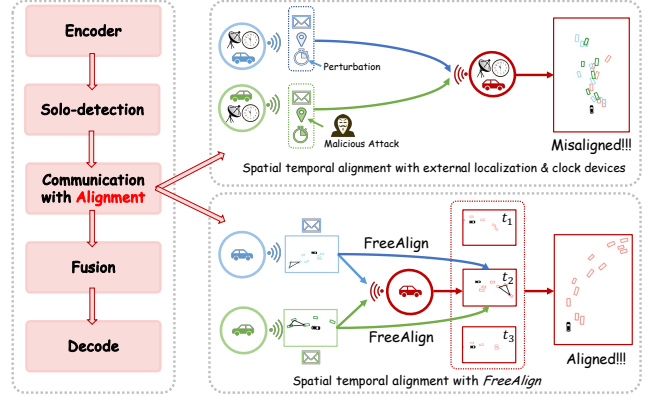 Encoder
Solo-detection
Communication
with Alignment
Fusion
Decode
Perturbation
Malicious Attack
Misaligned!!!
Spatial temporal alignment with external localization & clock devices
FreeAlign
FreeAlign
t1
t2
t3
Aligned!!!
Spatial temporal alignment with FreeAlign